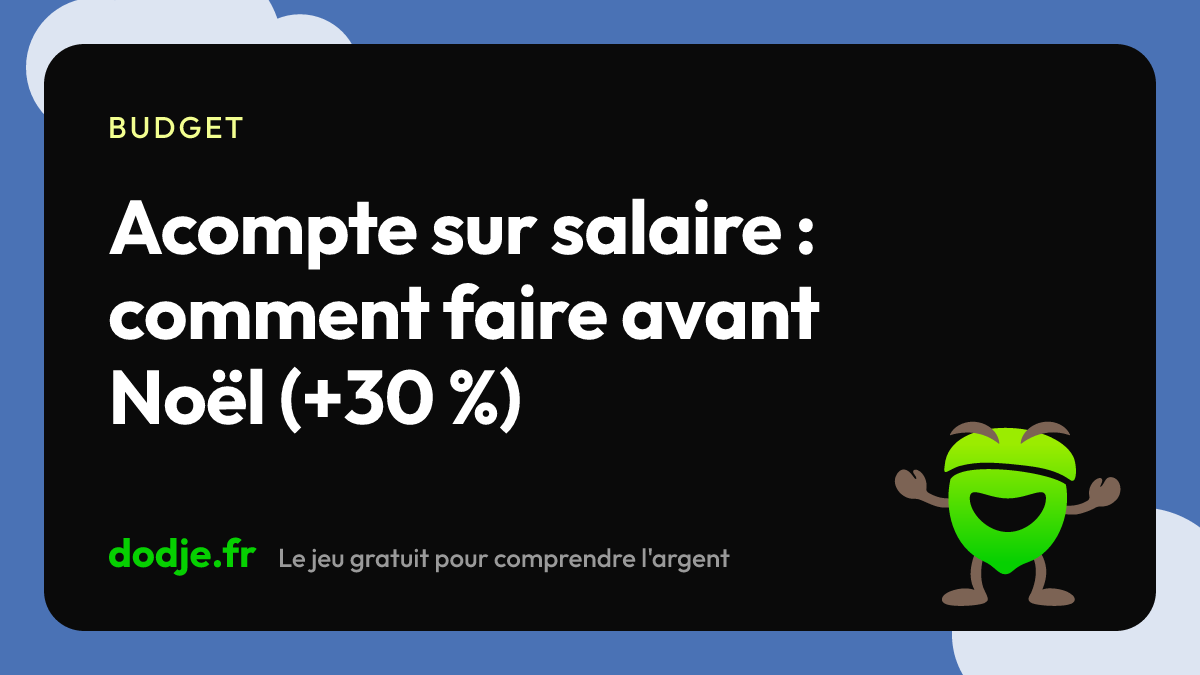 BUDGET
Acompte sur salaire :
comment faire avant
Noël (+30 %)
dodje.fr Le jeu gratuit pour comprendre l'argent